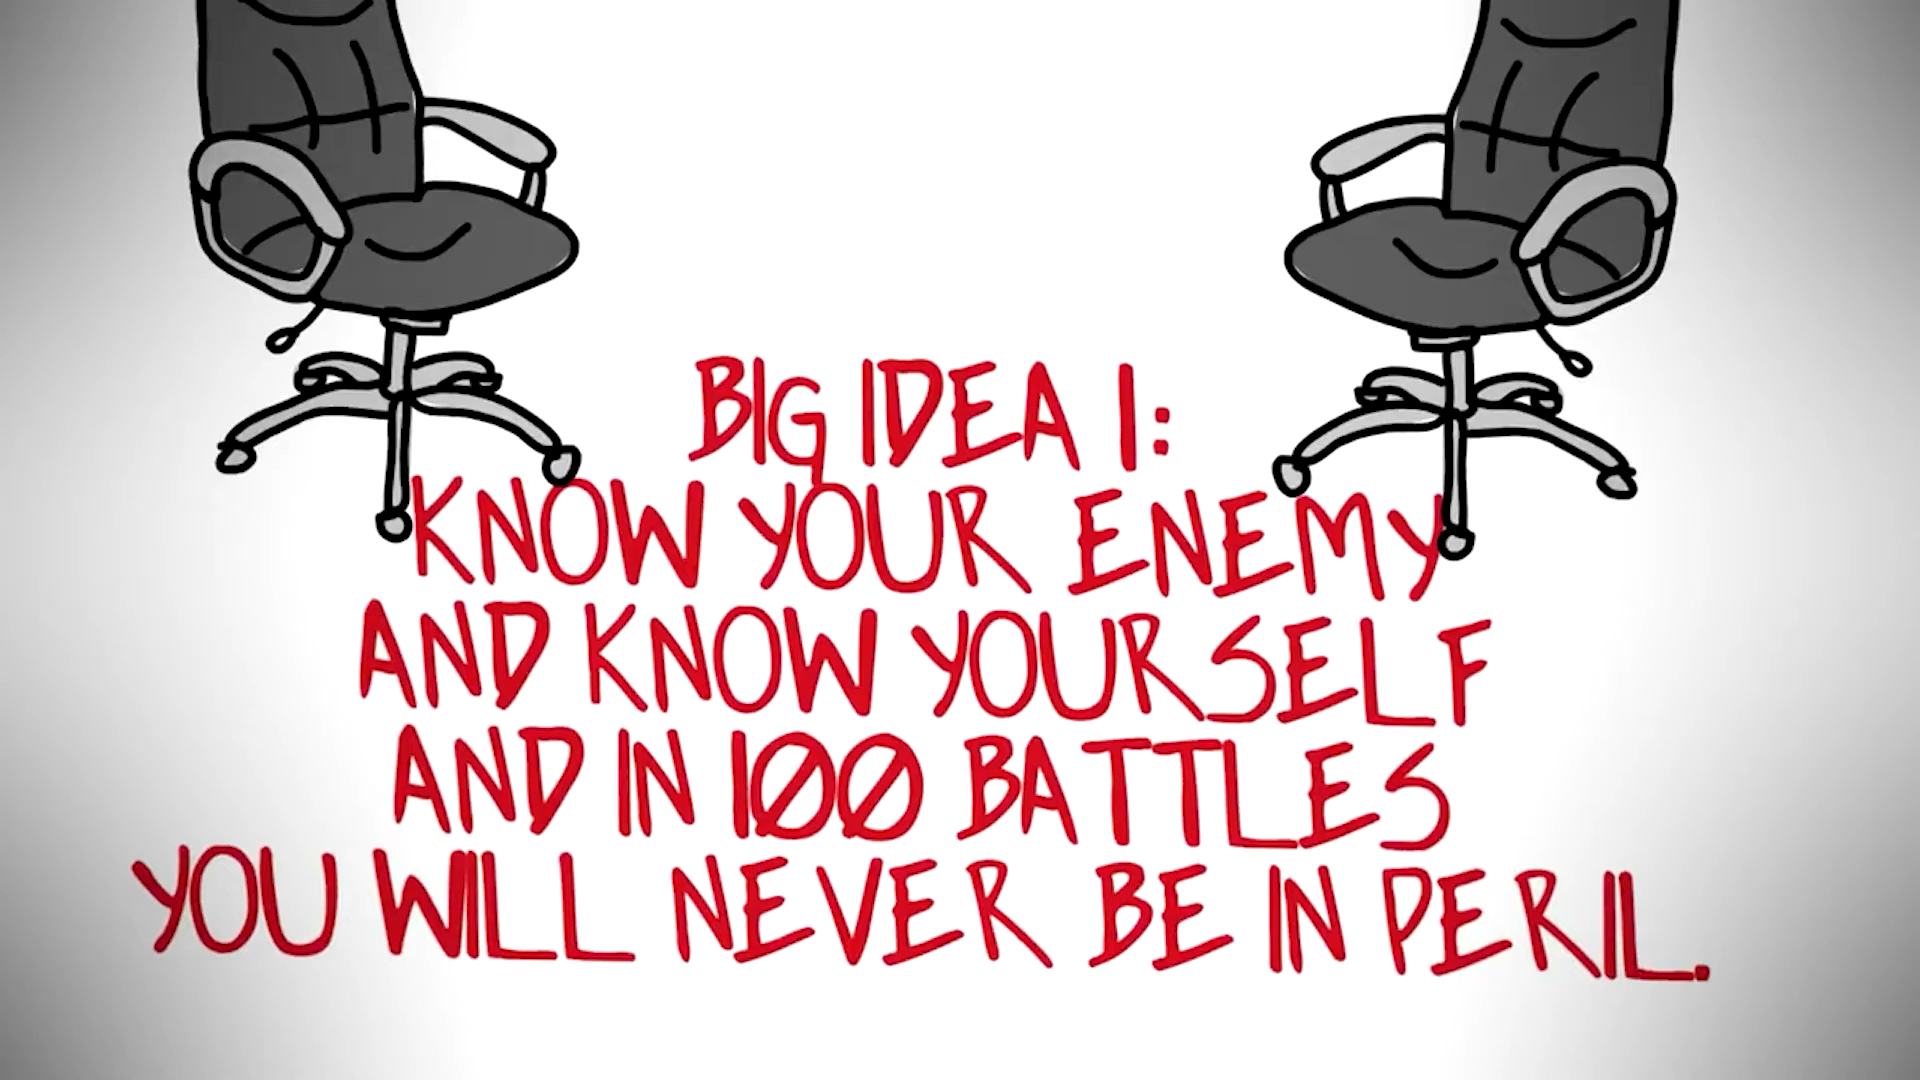 BIG IDEA 1:
KNOW YOUR ENEMY
AND KNOW YOURSELF
AND IN 100 BATTLES
YOU WILL NEVER BE IN PERIL.